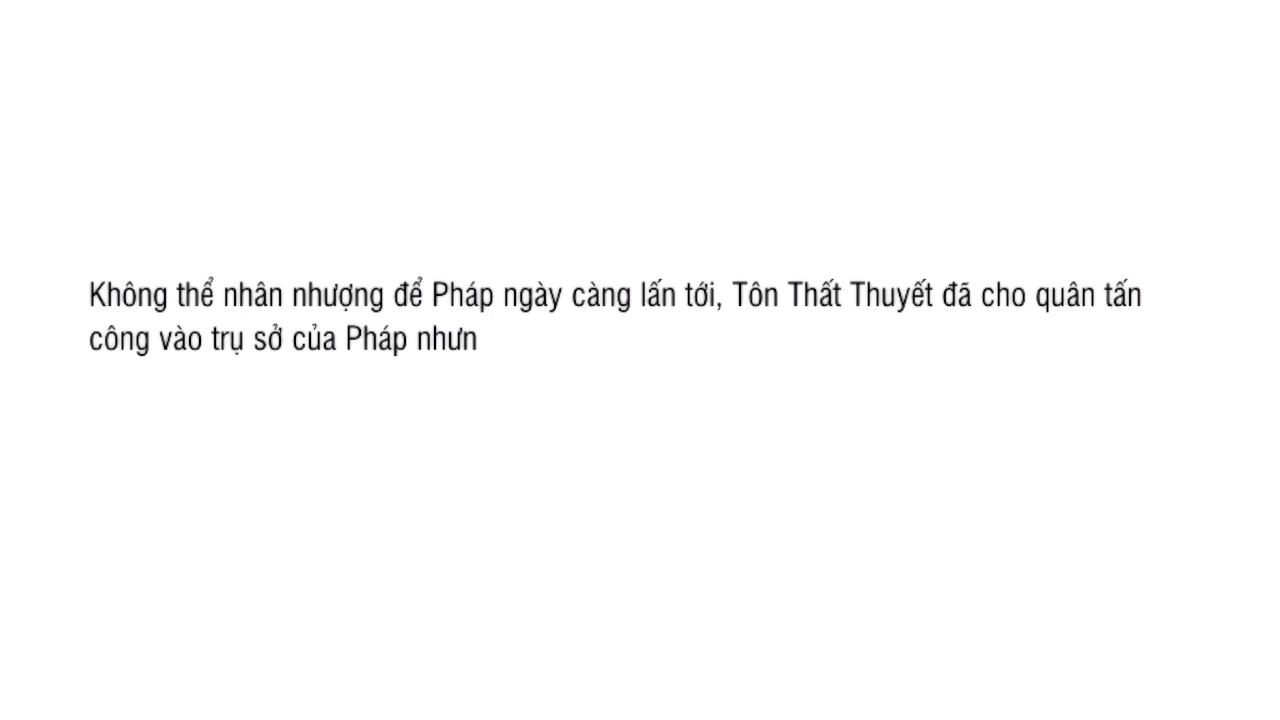 Không thể nhân nhượng để Pháp ngày càng lấn tới, Tôn Thất Thuyết đã cho quân tấn
công vào trụ sở của Pháp nhưn